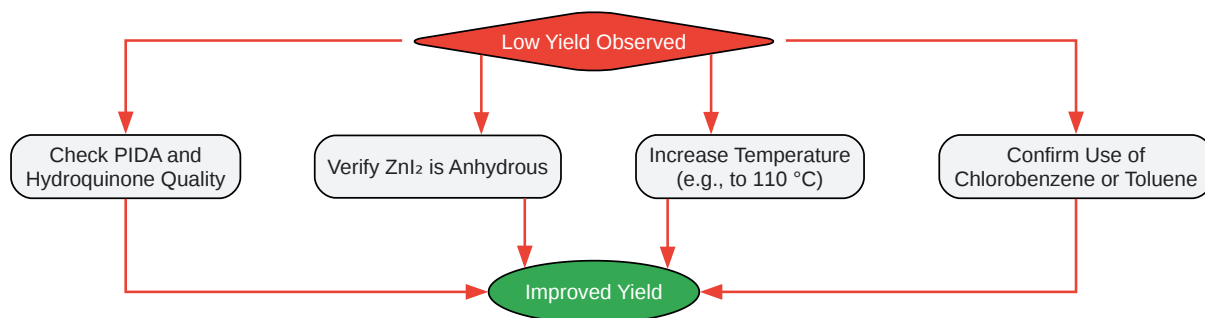 Low Yield Observed
Check PIDA and
Hydroquinone Quality
Verify ZnI₂ is Anhydrous
Increase Temperature
(e.g., to 110 °C)
Confirm Use of
Chlorobenzene or Toluene
Improved Yield